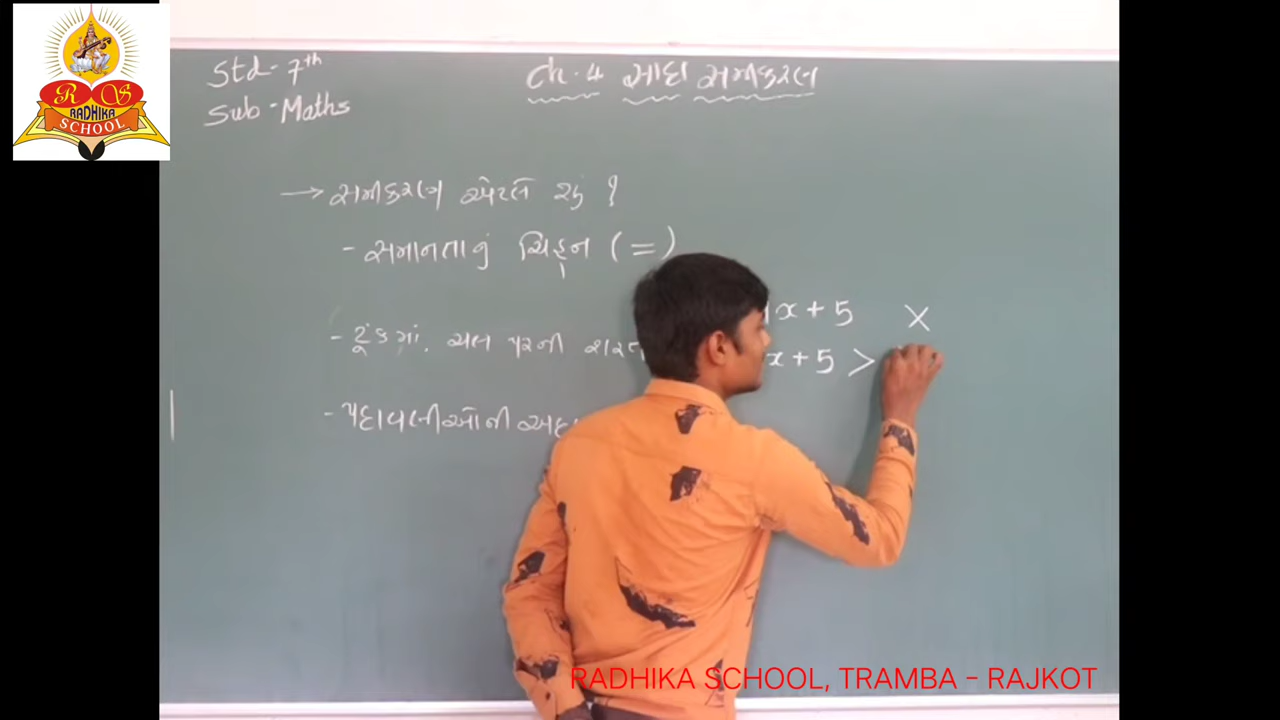 R S
RADHIKA
SCHOOL
Std - 7th
Sub - Maths
Ch. 4 સાદા સમીકરણ
→ સમીકરણ એટલે શું ?
- સમાનતાનું ચિહ્ન ( = )
- ટૂંકમાં, ચલ પરની
- પદાવલીઓની
x + 5 X
x + 5 >
RADHIKA SCHOOL, TRAMBA - RAJKOT